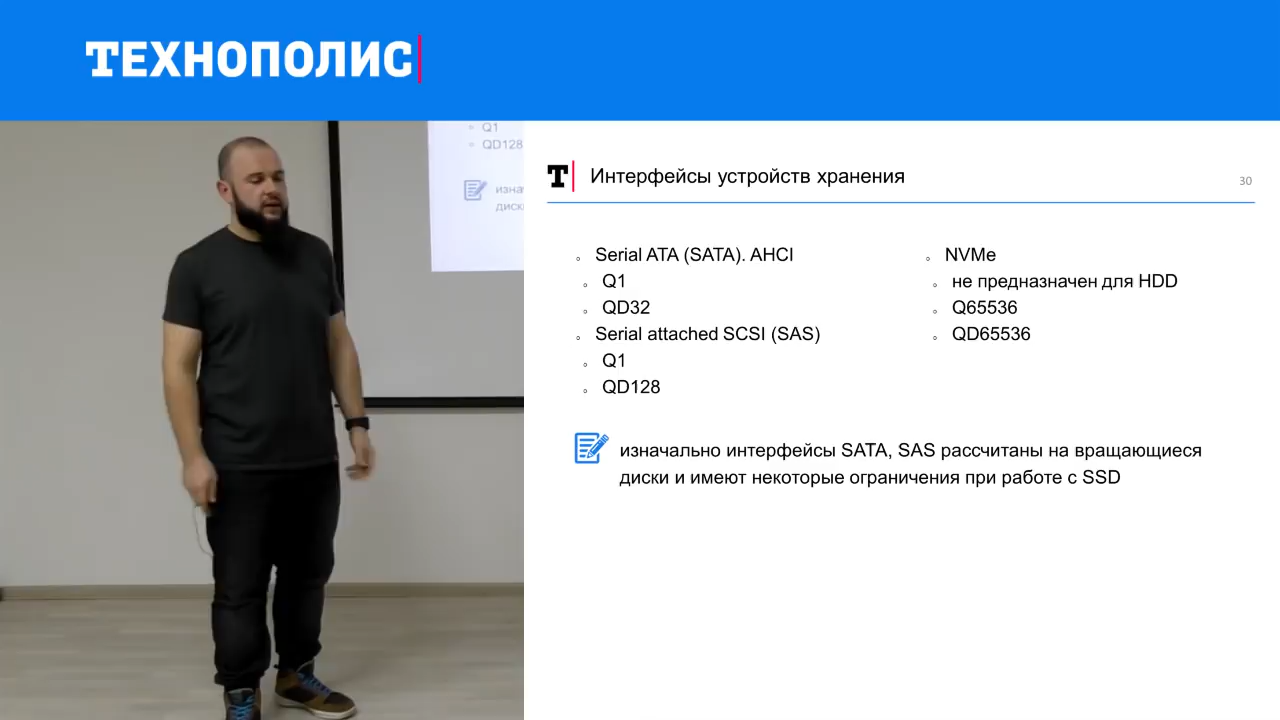 ТЕХНОПОЛИС
Q1
QD128
изнач
диски
Т Интерфейсы устройств хранения
30
Serial ATA (SATA). AHCI
Q1
QD32
Serial attached SCSI (SAS)
Q1
QD128
NVMe
не предназначен для HDD
Q65536
QD65536
изначально интерфейсы SATA, SAS рассчитаны на вращающиеся
диски и имеют некоторые ограничения при работе с SSD